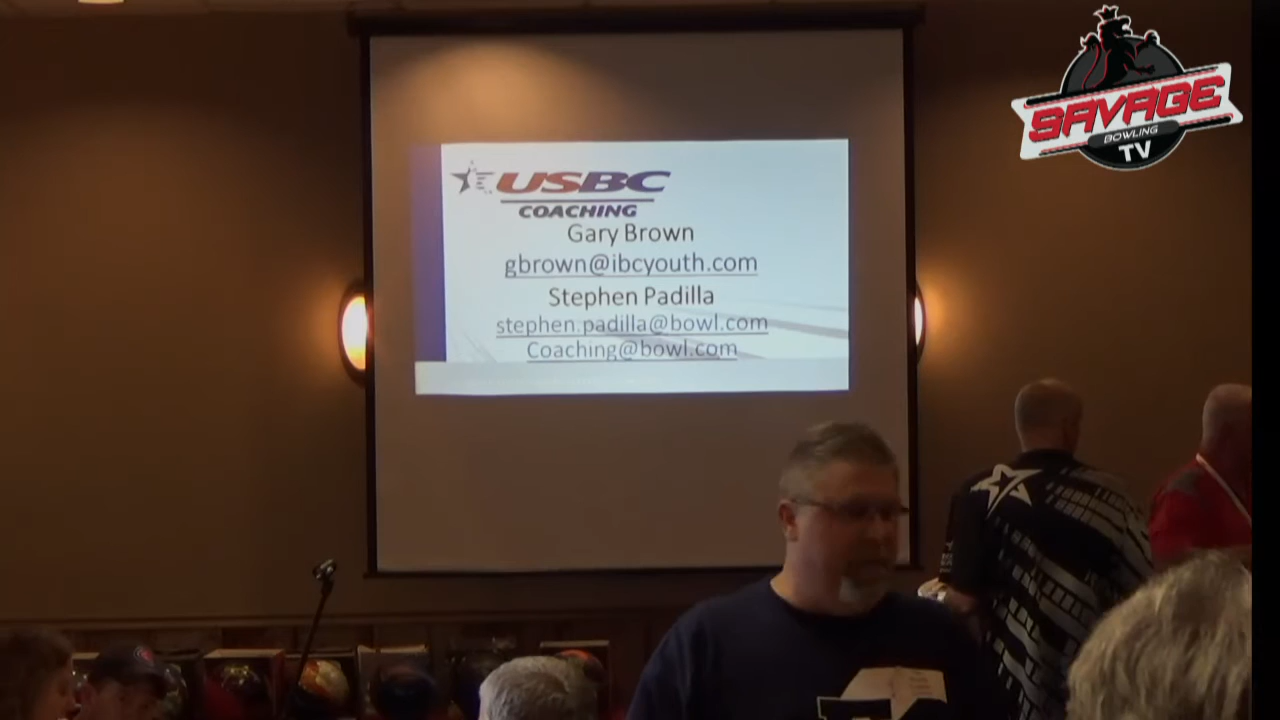 SAVAGE
BOWLING
TV
USBC
COACHING
Gary Brown
gbrown@ibcyouth.com
Stephen Padilla
stephen.padilla@bowl.com
Coaching@bowl.com